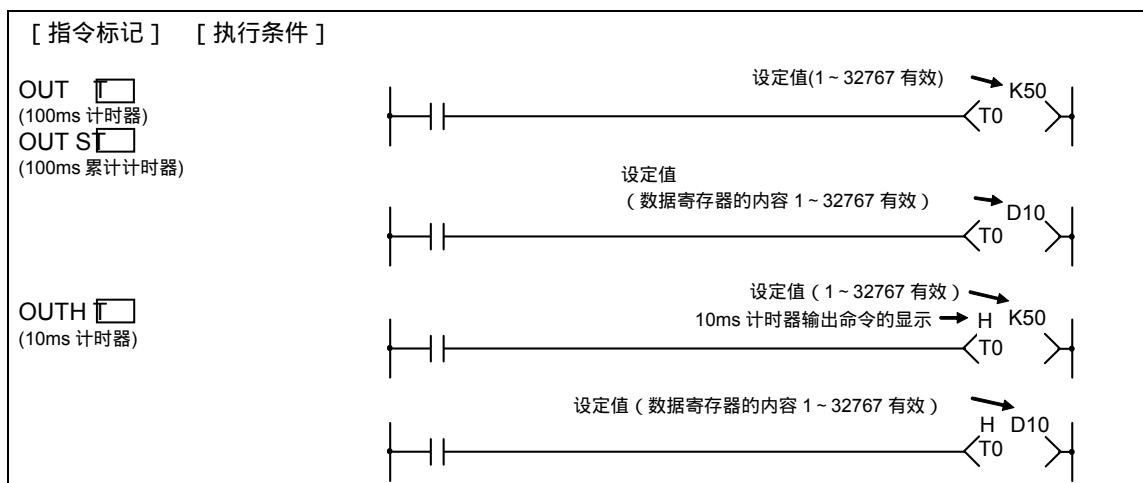 [ 指令标记 ] [ 执行条件 ]
OUT T
(100ms 计时器)
OUT ST
(100ms 累计计时器)
设定值(1~32767 有效)
K50
T0
设定值
( 数据寄存器的内容 1~32767 有效 )
D10
T0
OUTH T
(10ms 计时器)
设定值 ( 1~32767 有效 )
10ms 计时器输出命令的显示
H K50
T0
设定值 ( 数据寄存器的内容 1~32767 有效 )
H D10
T0